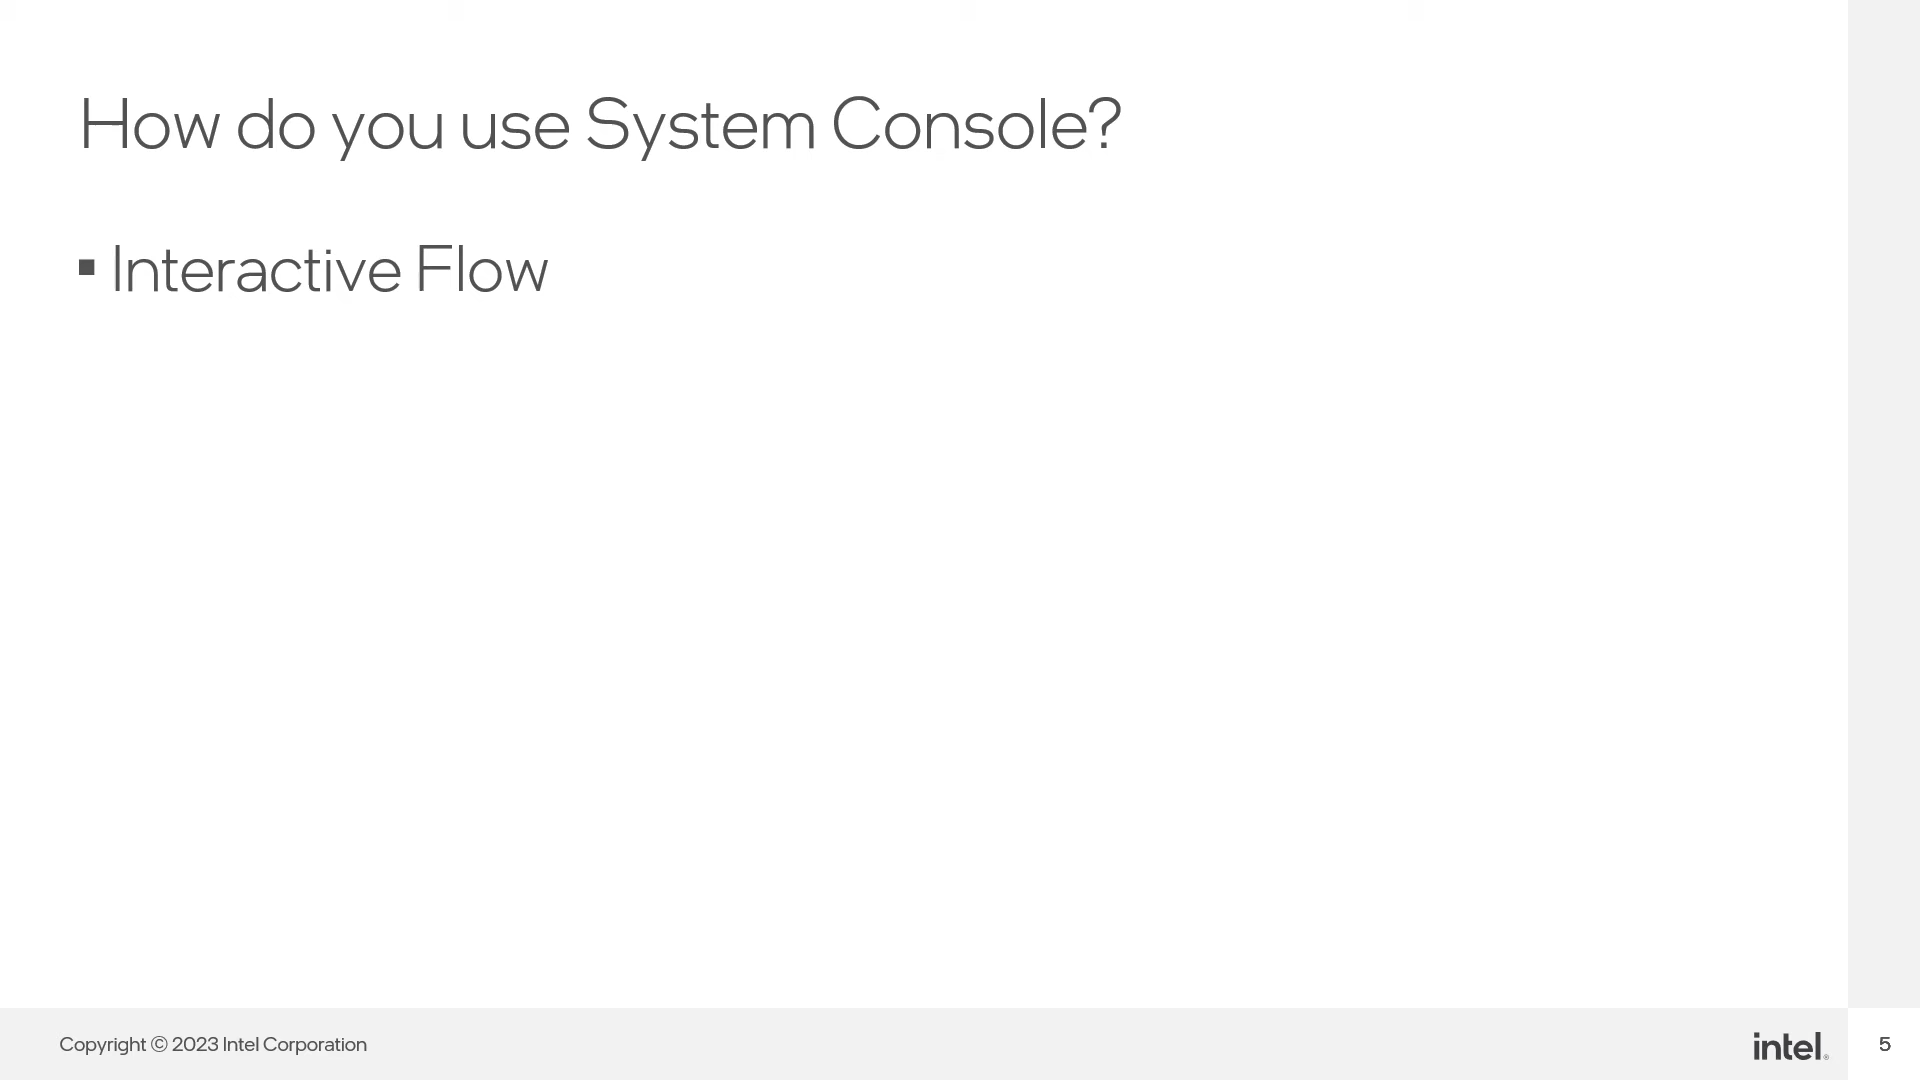 How do you use System Console?
▪ Interactive Flow
Copyright © 2023 Intel Corporation
intel®
5